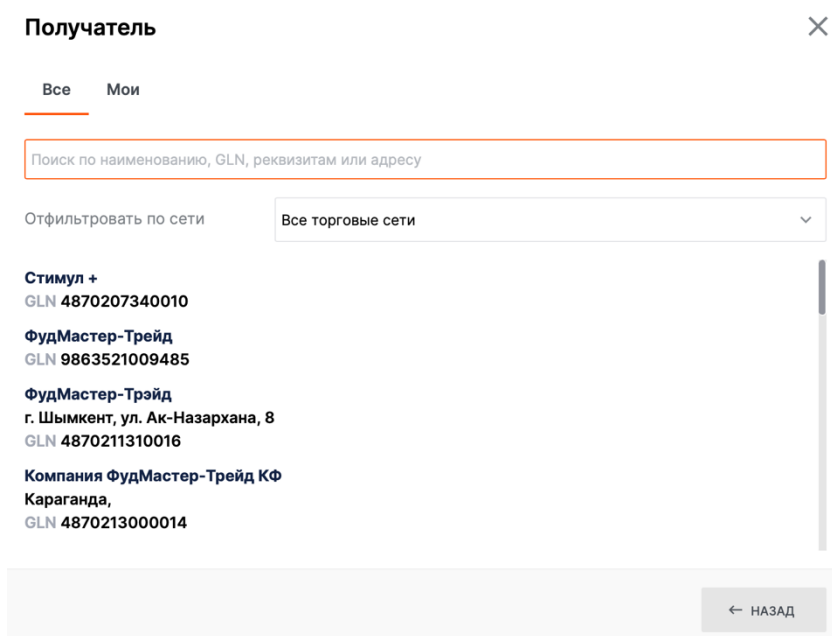 Получатель
Все Мои
Поиск по наименованию, GLN, реквизитам или адресу
Отфильтровать по сети Все торговые сети
Стимул +
GLN 4870207340010
ФудМастер-Трейд
GLN 9863521009485
ФудМастер-Трэйд
г. Шымкент, ул. Ак-Назархана, 8
GLN 4870211310016
Компания ФудМастер-Трейд КФ
Караганда,
GLN 4870213000014
← НАЗАД